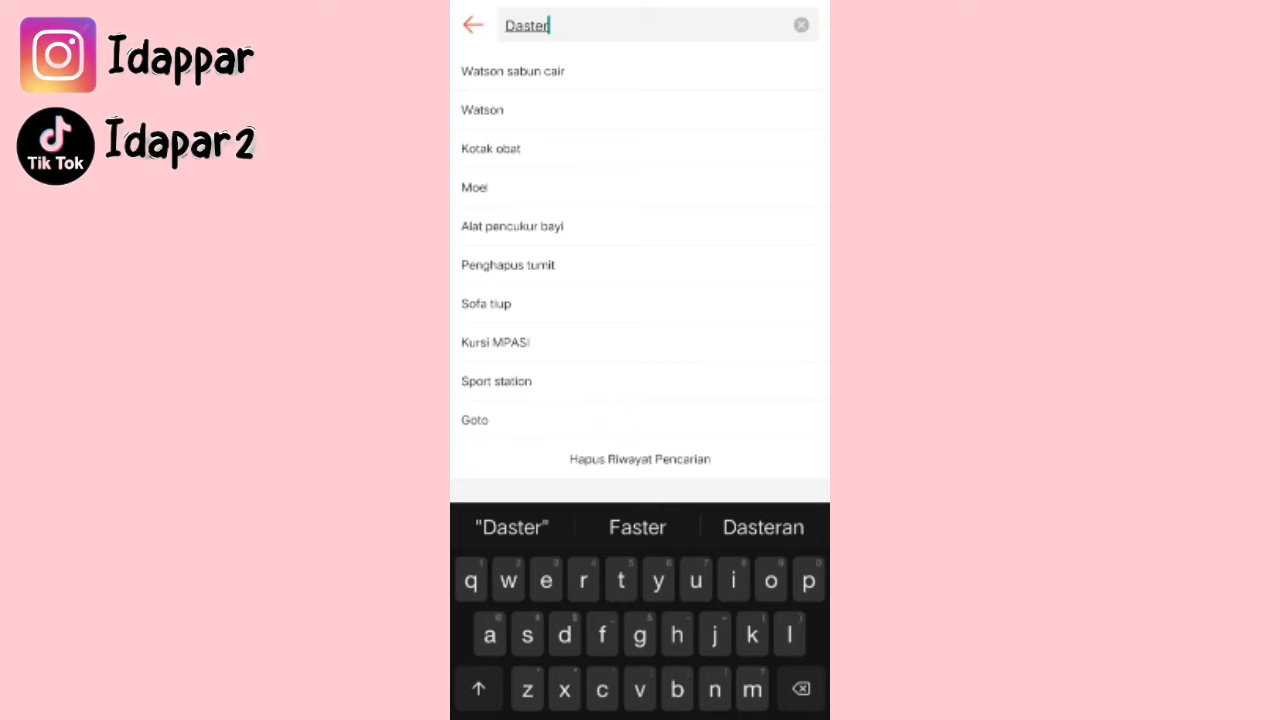 Idappar
Tik Tok
Idapar2
Daster
Watson sabun cair
Watson
Kotak obat
Moel
Alat pencukur bayi
Penghapus tumit
Sofa tiup
Kursi MPASI
Sport station
Goto
Hapus Riwayat Pencarian
"Daster" Faster Dasteran
q w e r t y u i o p
a s d f g h j k l
z x c v b n m